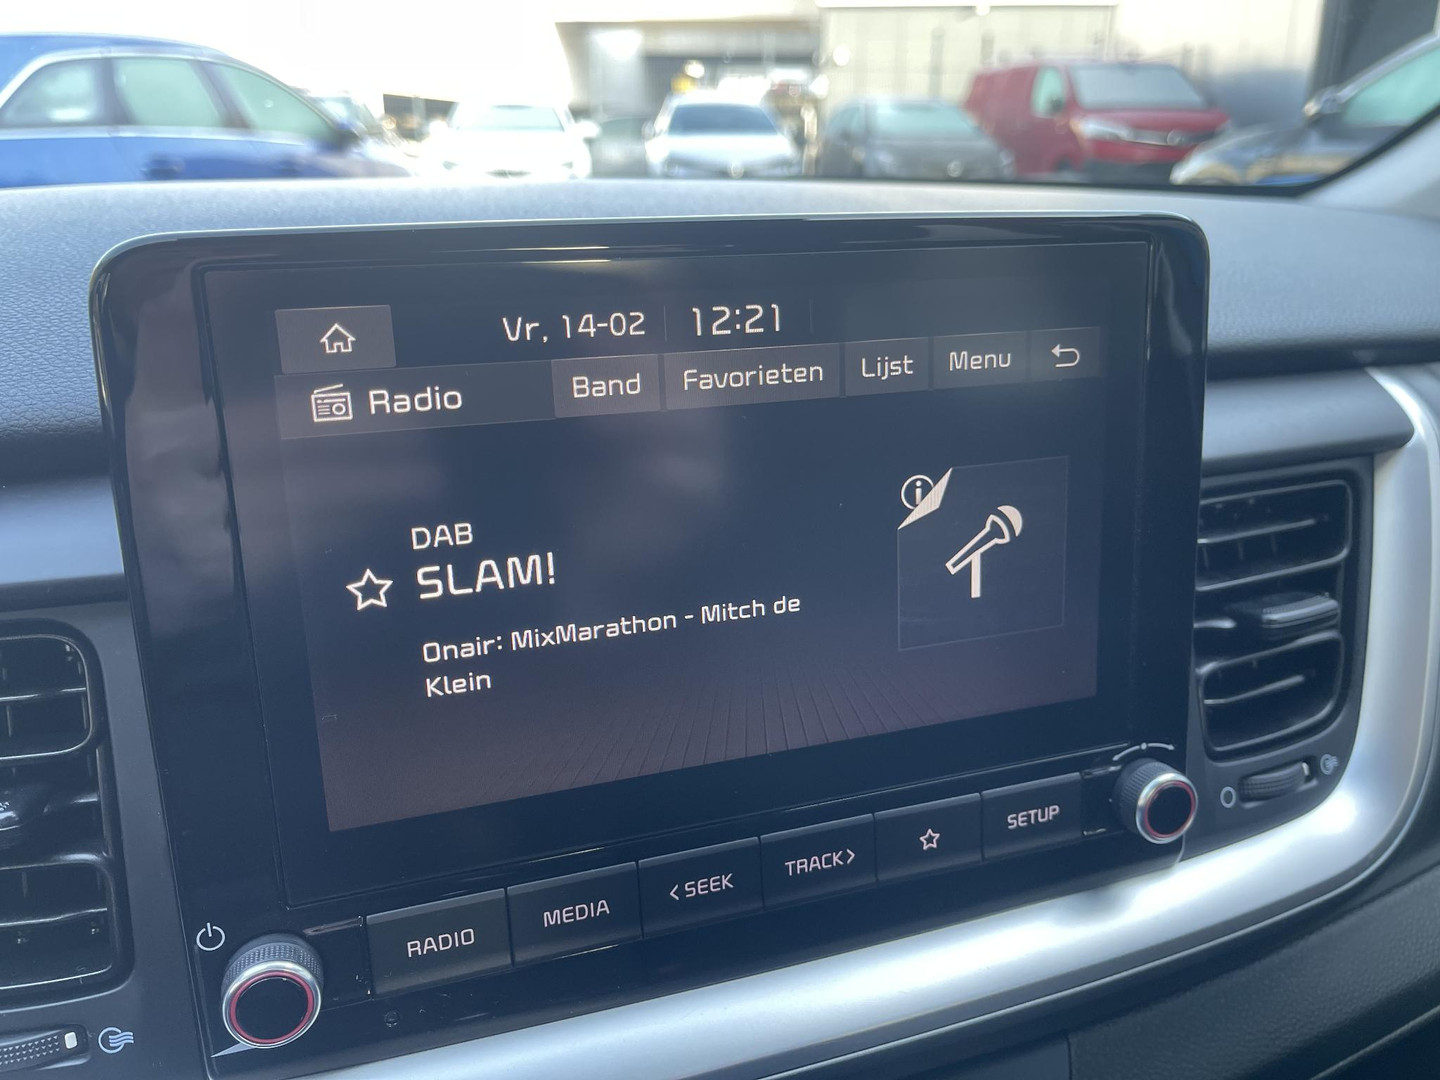 Vr, 14-02 12:21
Radio Band Favorieten Lijst Menu
DAB
SLAM!
Onair: MixMarathon - Mitch de
Klein
RADIO MEDIA <SEEK TRACK> SETUP